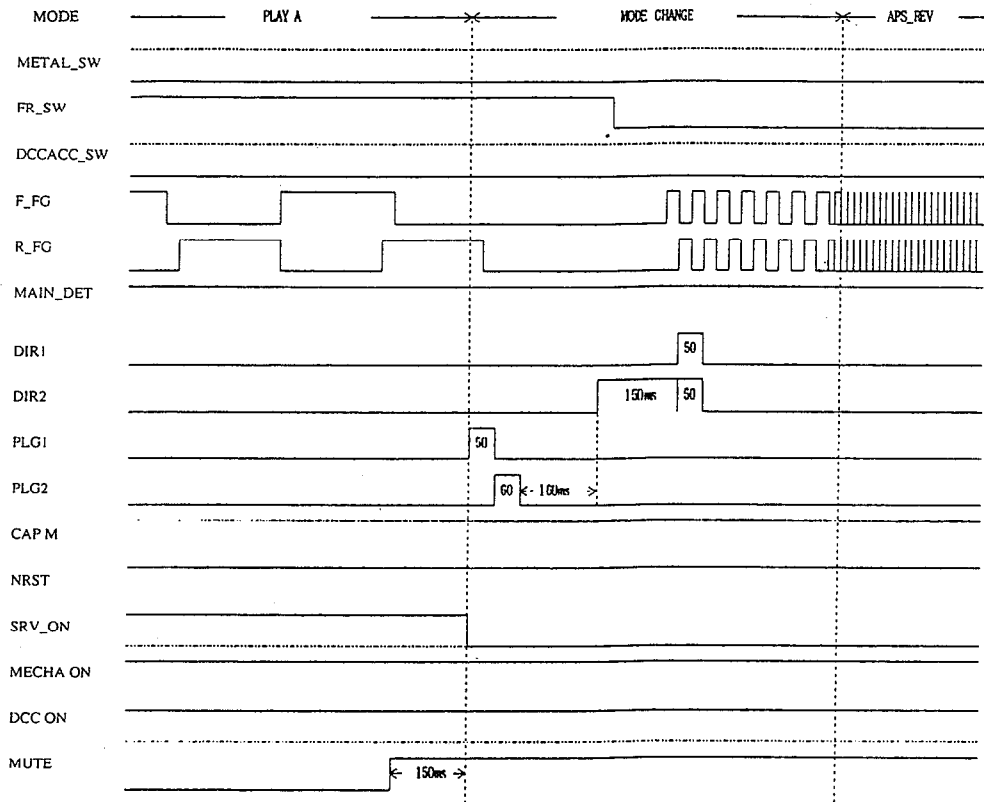 MODE PLAY A MODE CHANGE APS_REV
METAL_SW
FR_SW
DCCACC_SW
F_FG
R_FG
MAIN_DET
DIR1 50
DIR2 150ms 50
PLG1 50
PLG2 60 160ms
CAP M
NRST
SRV_ON
MECHA ON
DCC ON
MUTE 150ms